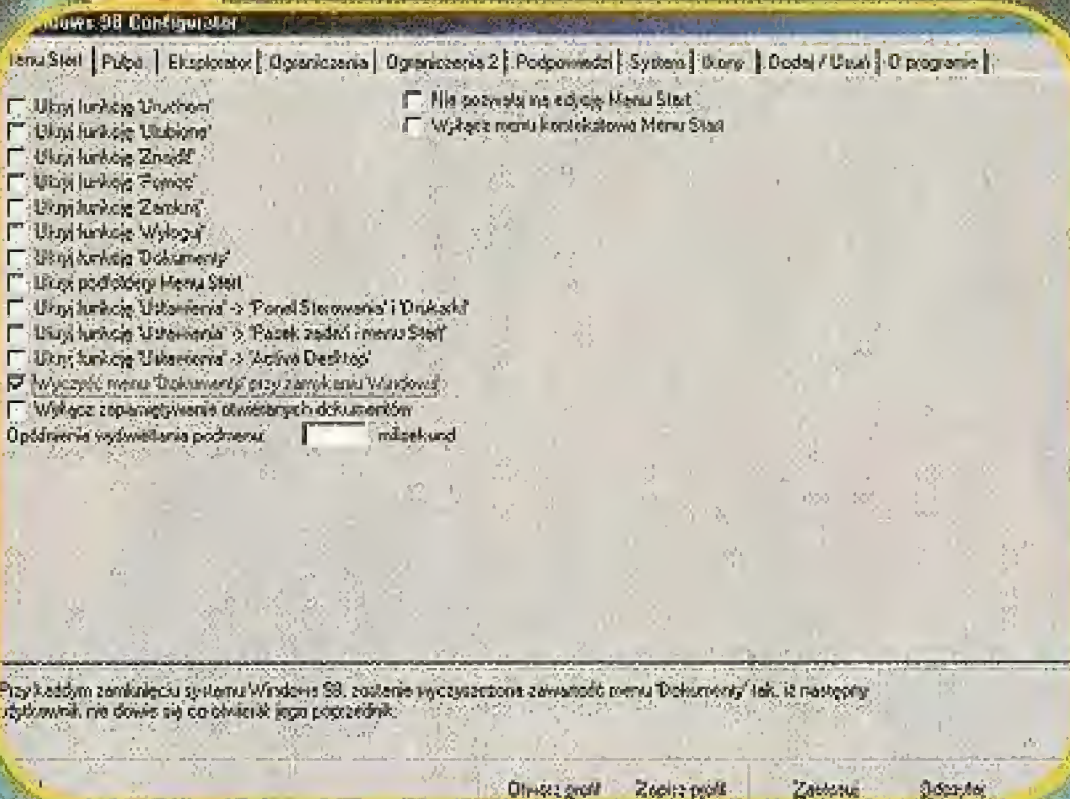 ndows 98 Configurator
Menu Start Pulpit Eksplorator Ograniczenia Ograniczenia 2 Podpowiedzi System Ikony Dodaj / Usuń O programie
Ukryj funkcję 'Uruchom'
Ukryj funkcję 'Ulubione'
Ukryj funkcję 'Znajdź'
Ukryj funkcję 'Pomoc'
Ukryj funkcję 'Zamknij'
Ukryj funkcję 'Wyloguj'
Ukryj funkcję 'Dokumenty'
Ukryj podfoldery Menu Start
Ukryj funkcję 'Ustawienia' -> 'Panel Sterowania' i 'Drukarki'
Ukryj funkcję 'Ustawienia' -> 'Pasek zadań i menu Start'
Ukryj funkcję 'Ustawienia' -> 'Active Desktop'
Wyczyść menu 'Dokumenty' przy zamykaniu Windows
Wyłącz zapamiętywanie otwieranych dokumentów
Opóźnienie wyświetlania podmenu: milisekund
Nie pozwalaj na edycję Menu Start
Wyłącz menu kontekstowe Menu Start
Przy każdym zamknięciu systemu Windows 98, zostanie wyczyszczona zawartość menu 'Dokumenty' tak, iż następny
użytkownik nie dowie się co otwierał jego poprzednik.
Otwórz profil Zapisz profil Zastosuj Odczytaj